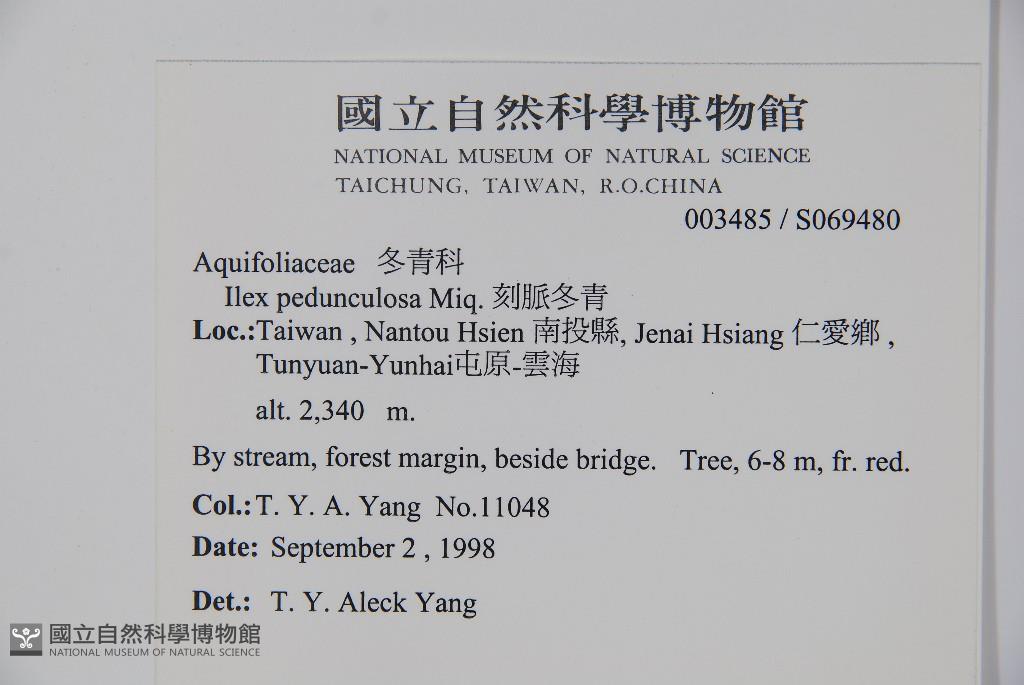 國立自然科學博物館
NATIONAL MUSEUM OF NATURAL SCIENCE
TAICHUNG, TAIWAN, R.O.CHINA
003485 / S069480
Aquifoliaceae 冬青科
Ilex pedunculosa Miq. 刻脈冬青
Loc.:Taiwan , Nantou Hsien 南投縣, Jenai Hsiang 仁愛鄉 ,
Tunyuan-Yunhai屯原-雲海
alt. 2,340 m.
By stream, forest margin, beside bridge. Tree, 6-8 m, fr. red.
Col.:T. Y. A. Yang No.11048
Date: September 2 , 1998
Det.: T. Y. Aleck Yang
國立自然科學博物館
NATIONAL MUSEUM OF NATURAL SCIENCE